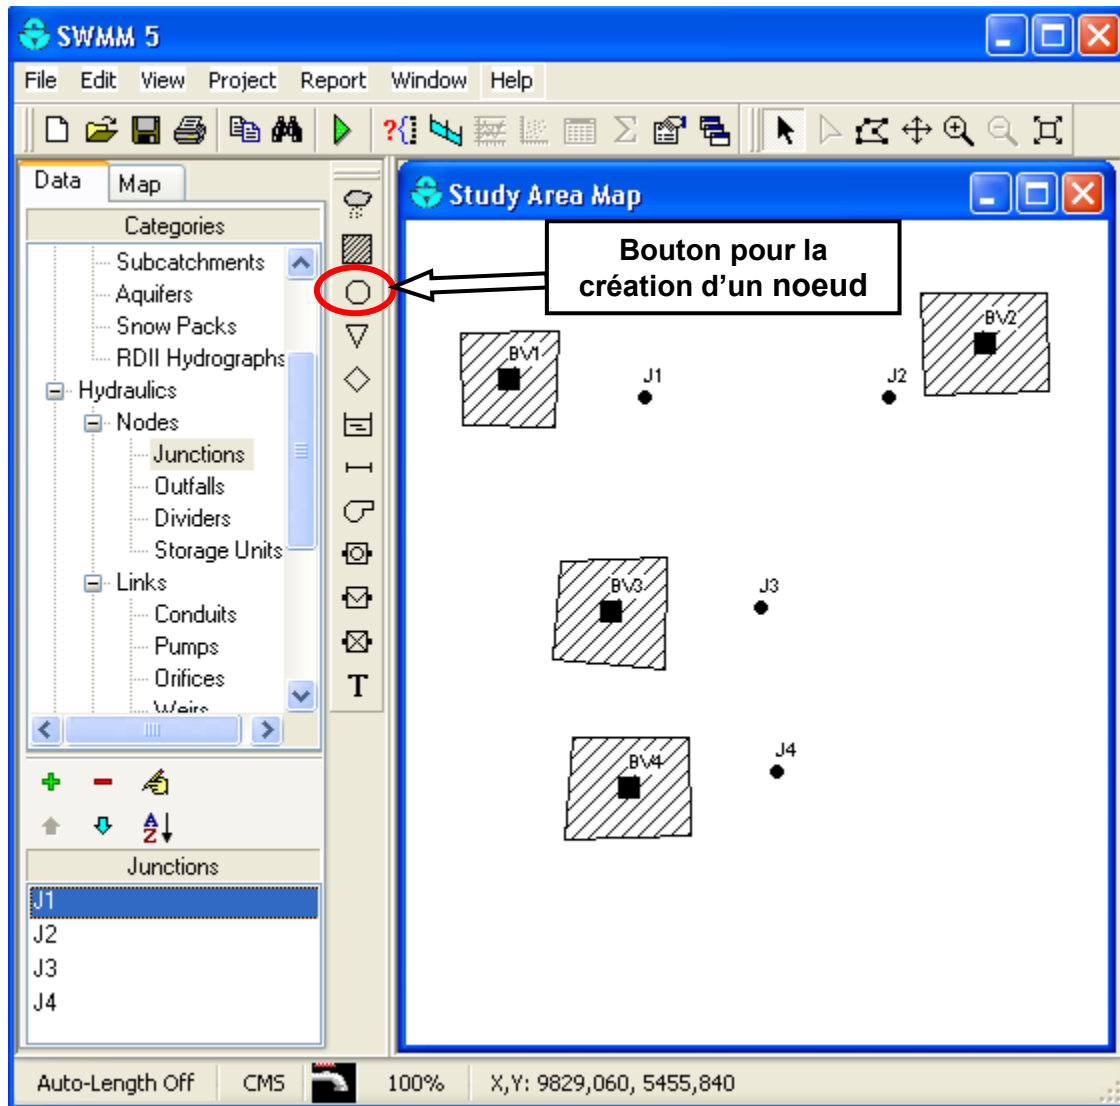 SWMM 5
File Edit View Project Report Window Help
Data Map
Categories
Subcatchments
Aquifers
Snow Packs
RDII Hydrographs
Hydraulics
Nodes
Junctions
Outfalls
Dividers
Storage Units
Links
Conduits
Pumps
Orifices
Weirs
Junctions
J1
J2
J3
J4
T
Study Area Map
Bouton pour la
création d'un noeud
BV1
J1
J2
BV2
BV3
J3
BV4
J4
Auto-Length Off CMS 100% X,Y: 9829,060, 5455,840